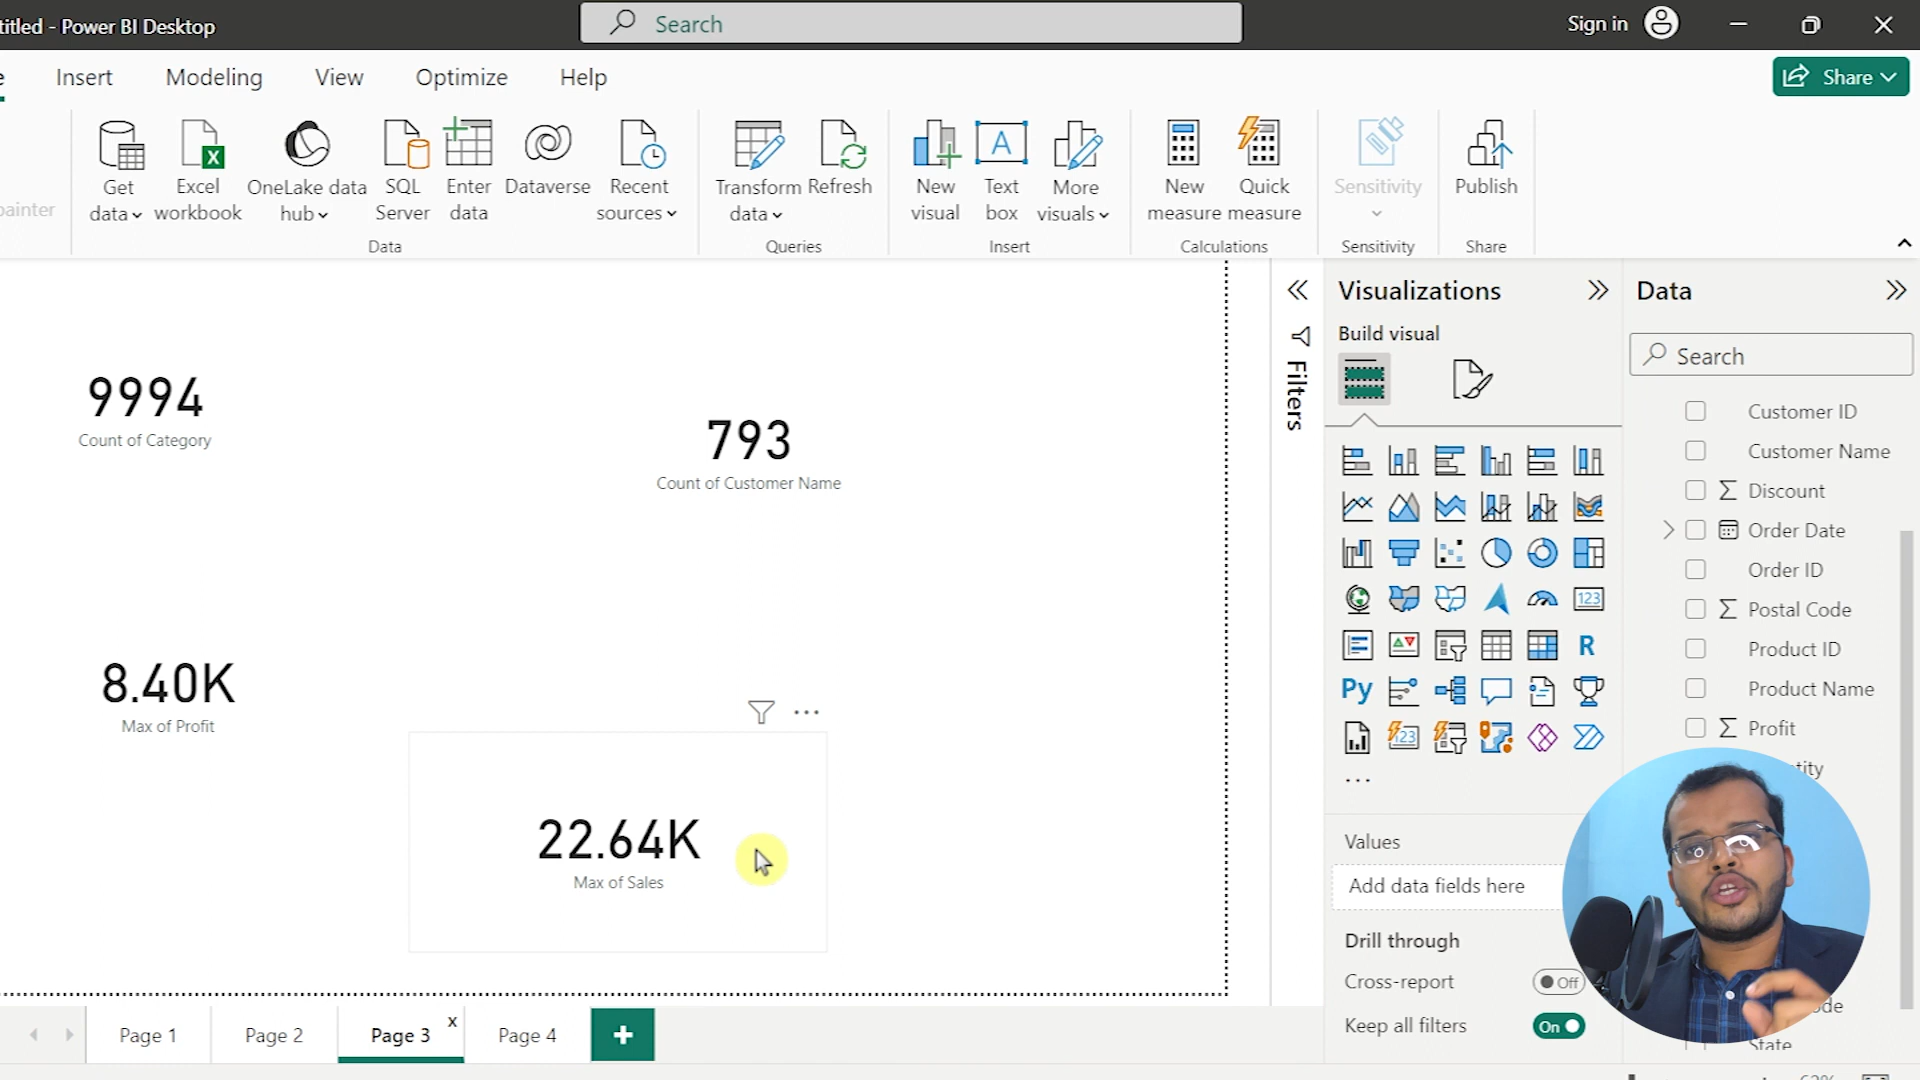 titled - Power BI Desktop
Search
Sign in
Insert
Modeling
View
Optimize
Help
Share
painter
Get data
Excel workbook
OneLake data hub
SQL Server
Enter data
Dataverse
Recent sources
Data
Transform data
Refresh
Queries
New visual
Text box
More visuals
Insert
New measure
Quick measure
Calculations
Sensitivity
Sensitivity
Publish
Share
9994
Count of Category
793
Count of Customer Name
8.40K
Max of Profit
22.64K
Max of Sales
Filters
Visualizations
Build visual
123
R
Py
123
Values
Add data fields here
Drill through
Cross-report
Off
Keep all filters
On
Data
Search
Customer ID
Customer Name
Discount
Order Date
Order ID
Postal Code
Product ID
Product Name
Profit
State
Page 1
Page 2
Page 3
x
Page 4
+